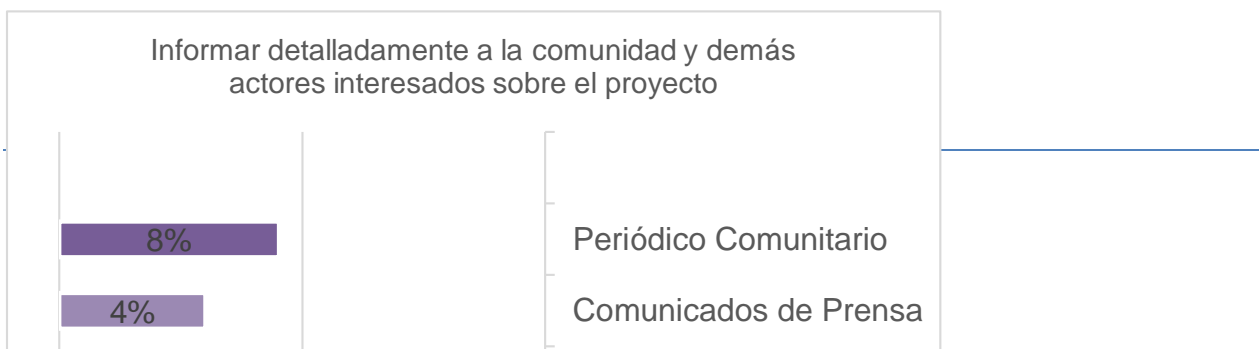 Informar detalladamente a la comunidad y demás
actores interesados sobre el proyecto
8% Periódico Comunitario
4% Comunicados de Prensa